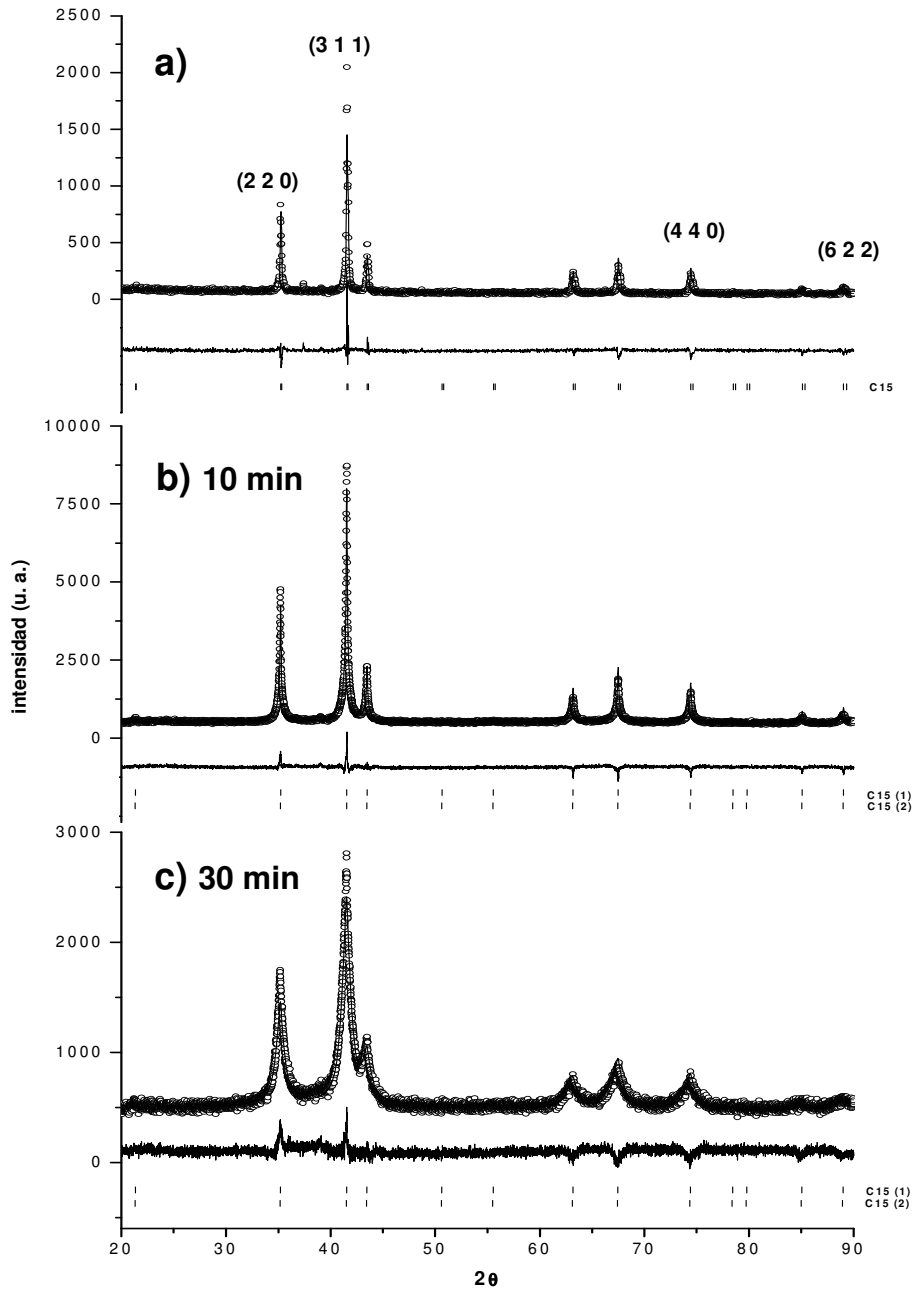 a)
(3 1 1)
(2 2 0)
(4 4 0)
(6 2 2)
2500
2000
1500
1000
500
0
C15
b) 10 min
10000
7500
5000
2500
0
C15 (1)
C15 (2)
intensidad (u. a.)
c) 30 min
3000
2000
1000
0
C15 (1)
C15 (2)
20 30 40 50 60 70 80 90
2θ